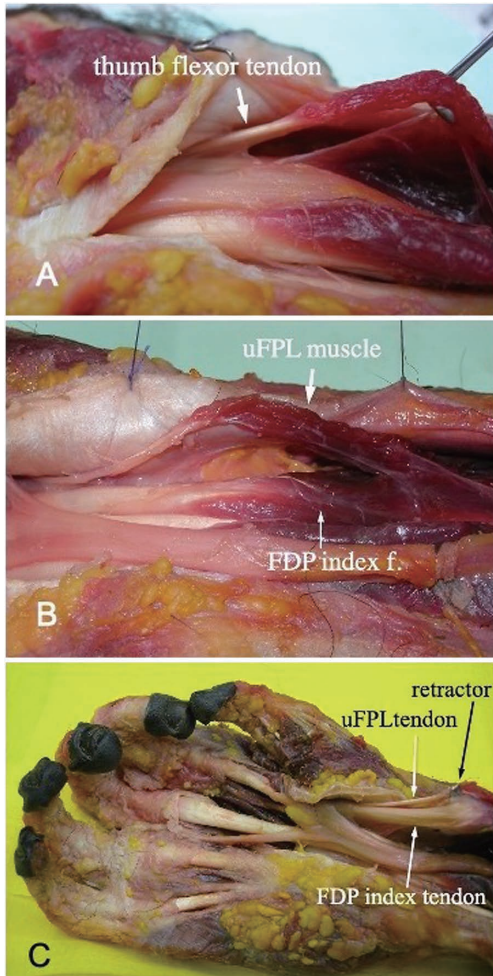 thumb flexor tendon
A
uFPL muscle
FDP index f.
B
retractor
uFPLtendon
FDP index tendon
C